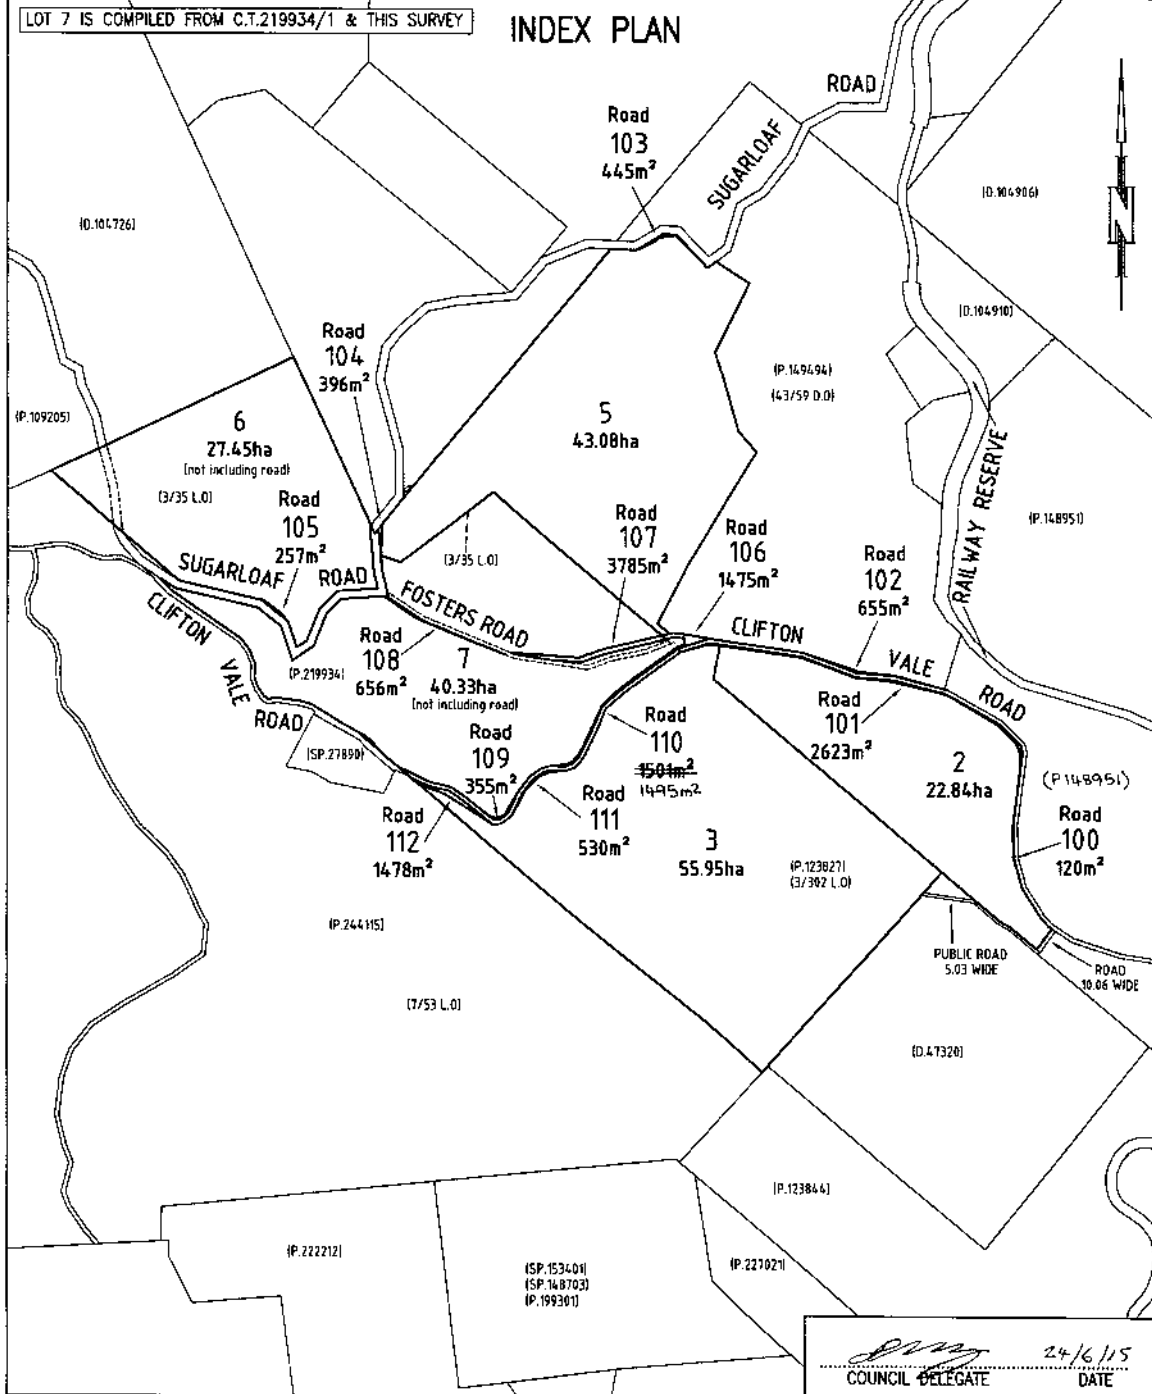 LOT 7 IS COMPILED FROM C.T.219934/1 & THIS SURVEY
INDEX PLAN
ROAD
SUGARLOAF
Road
103
445m²
(D.104726)
(D.104906)
N
(D.104910)
Road
104
396m²
(P.149494)
(43/59 D.O)
(P.109205)
6
27.45ha
(not including road)
(3/35 L.O)
5
43.08ha
Road
105
257m²
SUGARLOAF ROAD
(3/35 L.O)
Road
107
3785m²
Road
106
1475m²
Road
102
655m²
RAILWAY RESERVE
(P.148951)
CLIFTON VALE ROAD
FOSTERS ROAD
CLIFTON VALE ROAD
Road
108
656m²
(P.219934)
7
40.33ha
(not including road)
(SP.27890)
Road
109
355m²
Road
110
1501m²
1495m²
Road
101
2623m²
2
22.84ha
(P148951)
Road
100
120m²
Road
111
530m²
Road
112
1478m²
3
55.95ha
(P.123827)
(3/392 L.O)
(P.244115)
PUBLIC ROAD
5.03 WIDE
ROAD
10.06 WIDE
(7/53 L.O)
(D.47320)
(P.123844)
(P.222212)
(SP.153401)
(SP.148703)
(P.199301)
(P.227021)
24/6/15
COUNCIL DELEGATE
DATE